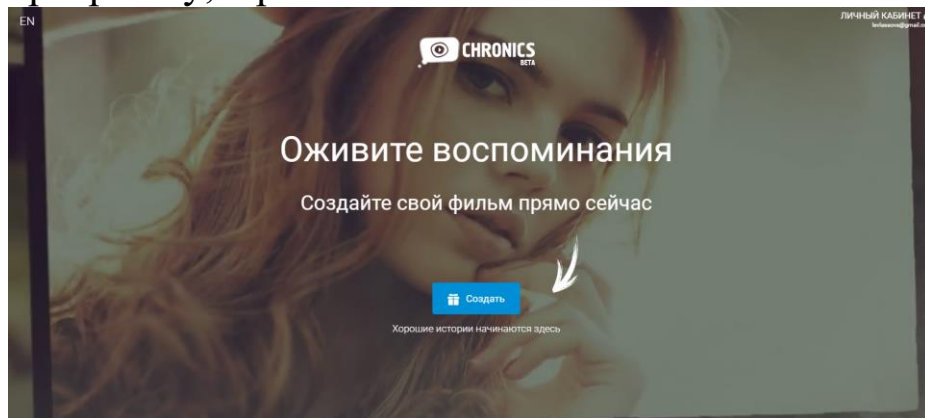 EN
ЛИЧНЫЙ КАБИНЕТ
CHRONICS
BETA
Оживите воспоминания
Создайте свой фильм прямо сейчас
Создать
Хорошие истории начинаются здесь